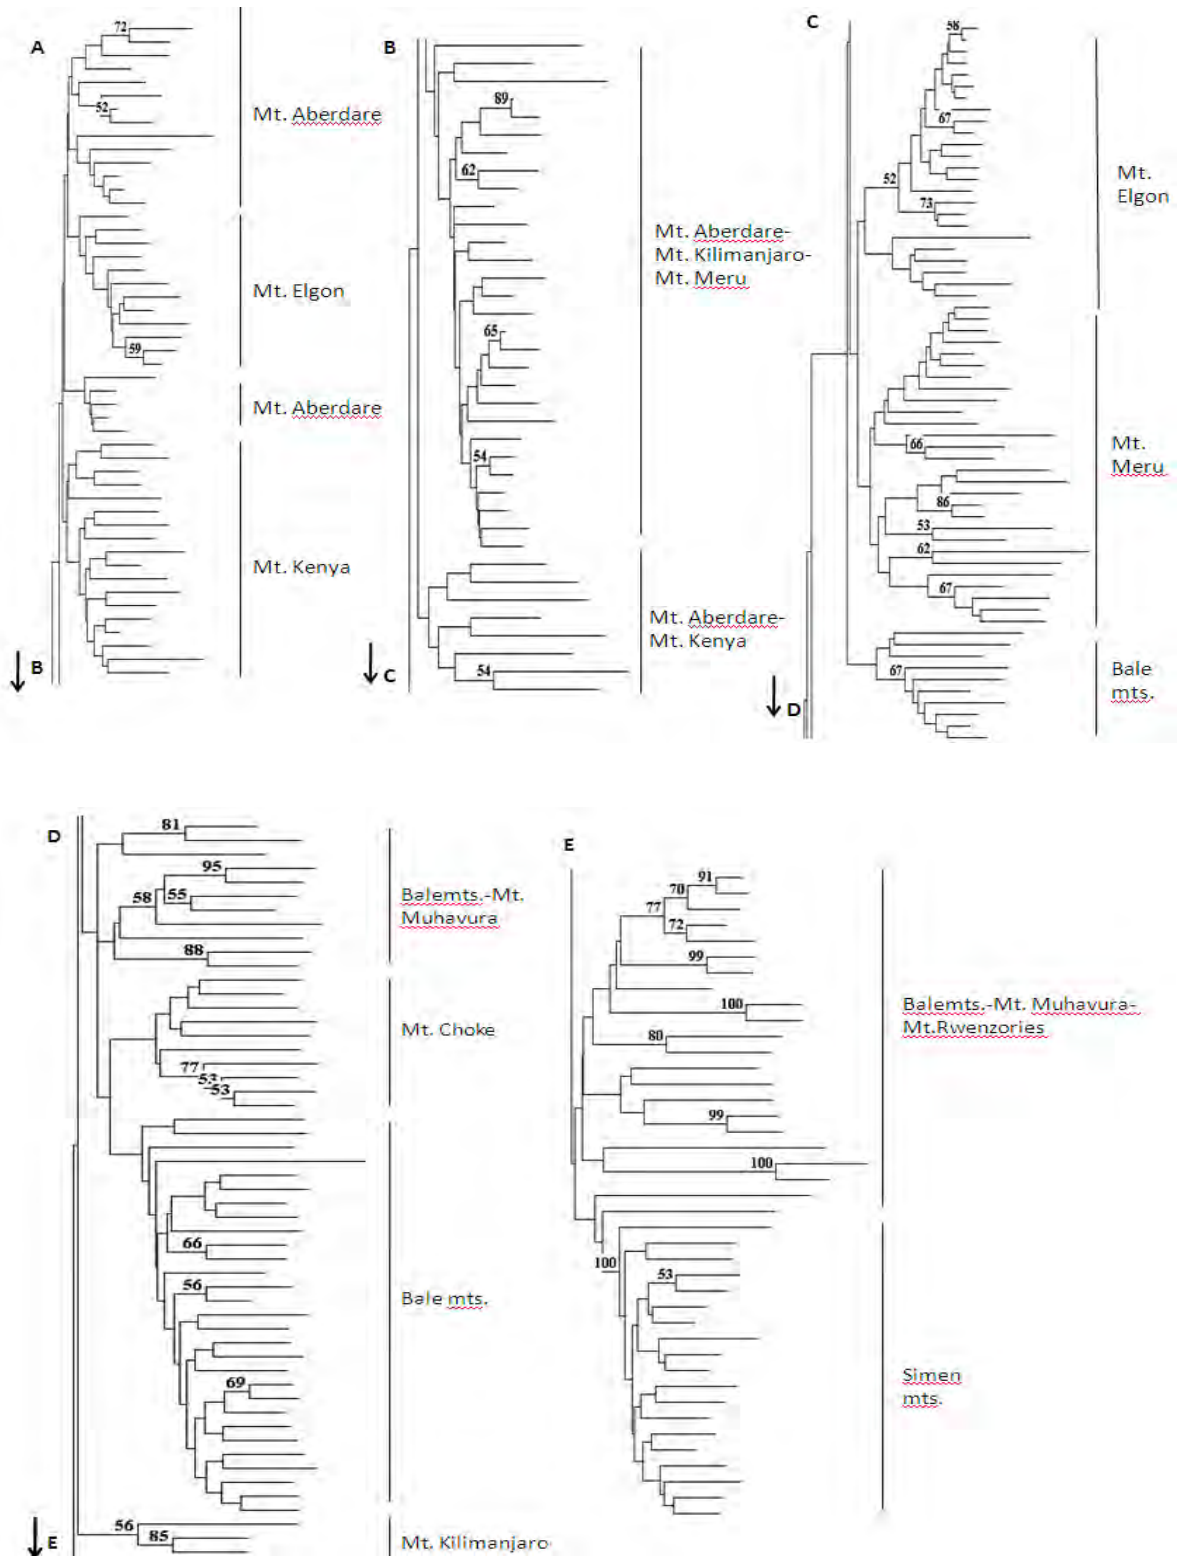 A
72
52
Mt. Aberdare
Mt. Elgon
59
Mt. Aberdare
Mt. Kenya
B
B
89
62
Mt. Aberdare-
Mt. Kilimanjaro-
Mt. Meru
65
54
Mt. Aberdare-
Mt. Kenya
54
C
C
58
67
52
73
Mt.
Elgon
66
86
53
62
67
Mt.
Meru
67
Bale
mts.
D
D
81
95
58
55
88
Balemts.-Mt.
Muhavura
77
53
53
Mt. Choke
66
56
69
Bale mts.
56
85
Mt. Kilimanjaro
E
E
91
70
77
72
99
100
80
99
100
Balemts.-Mt. Muhavura-
Mt.Rwenzories
100
53
Simen
mts.